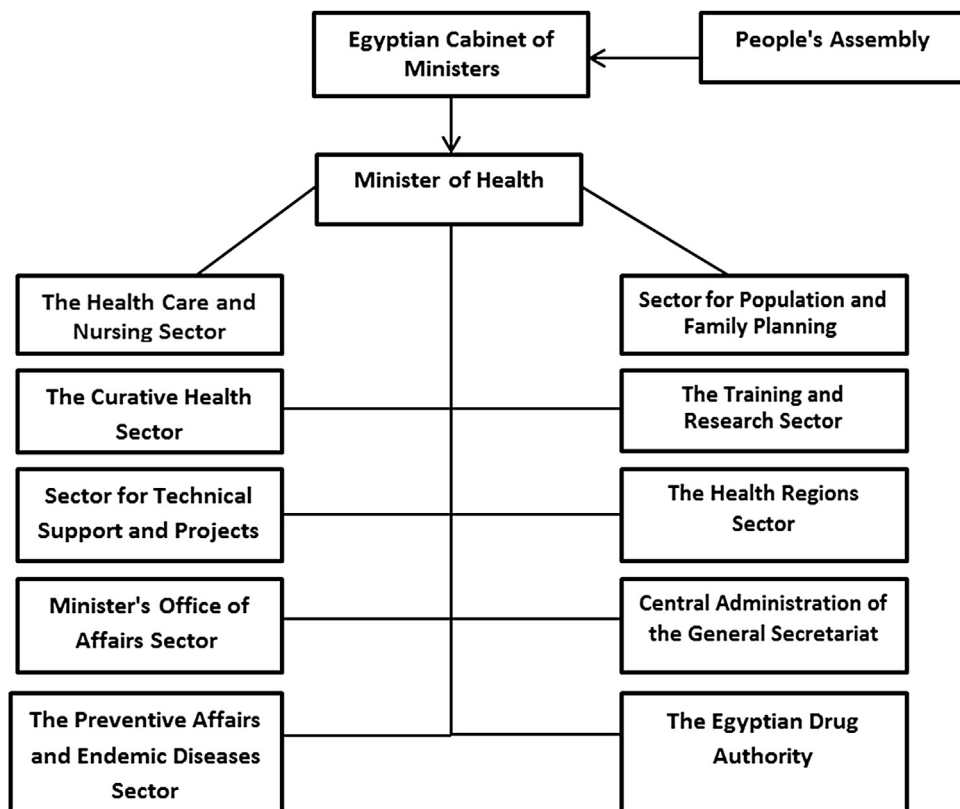 Egyptian Cabinet of
Ministers
People's Assembly
Minister of Health
The Health Care and
Nursing Sector
Sector for Population and
Family Planning
The Curative Health
Sector
The Training and
Research Sector
Sector for Technical
Support and Projects
The Health Regions
Sector
Minister's Office of
Affairs Sector
Central Administration of
the General Secretariat
The Preventive Affairs
and Endemic Diseases
Sector
The Egyptian Drug
Authority